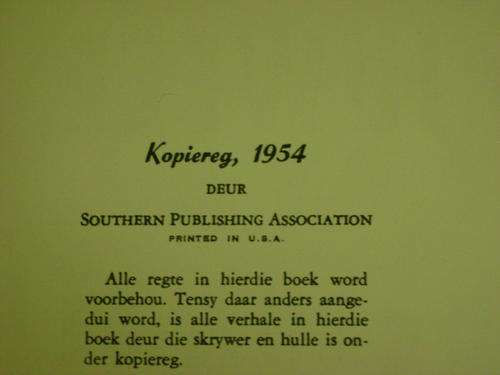 Kopiereg, 1954
DEUR
SOUTHERN PUBLISHING ASSOCIATION
PRINTED IN U.S.A.
Alle regte in hierdie boek word
voorbehou. Tensy daar anders aange-
dui word, is alle verhale in hierdie
boek deur die skrywer en hulle is on-
der kopiereg.